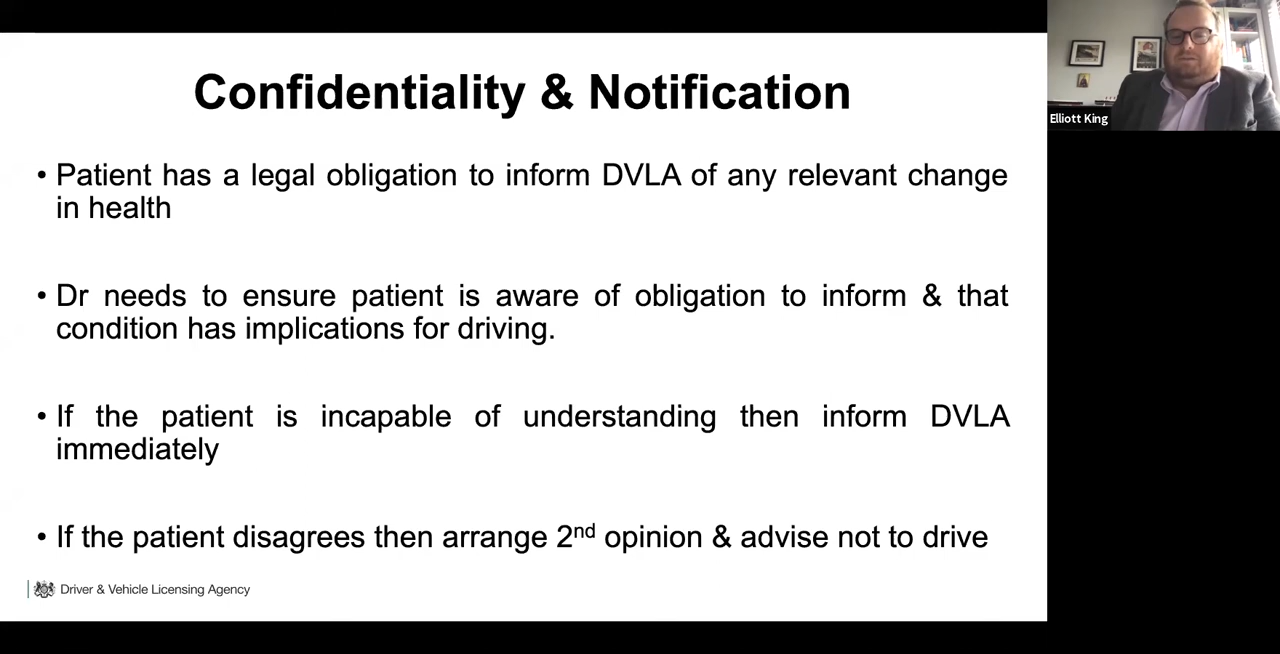 Confidentiality & Notification
• Patient has a legal obligation to inform DVLA of any relevant change
in health
• Dr needs to ensure patient is aware of obligation to inform & that
condition has implications for driving.
• If the patient is incapable of understanding then inform DVLA
immediately
• If the patient disagrees then arrange 2nd opinion & advise not to drive
Driver & Vehicle Licensing Agency
Elliott King